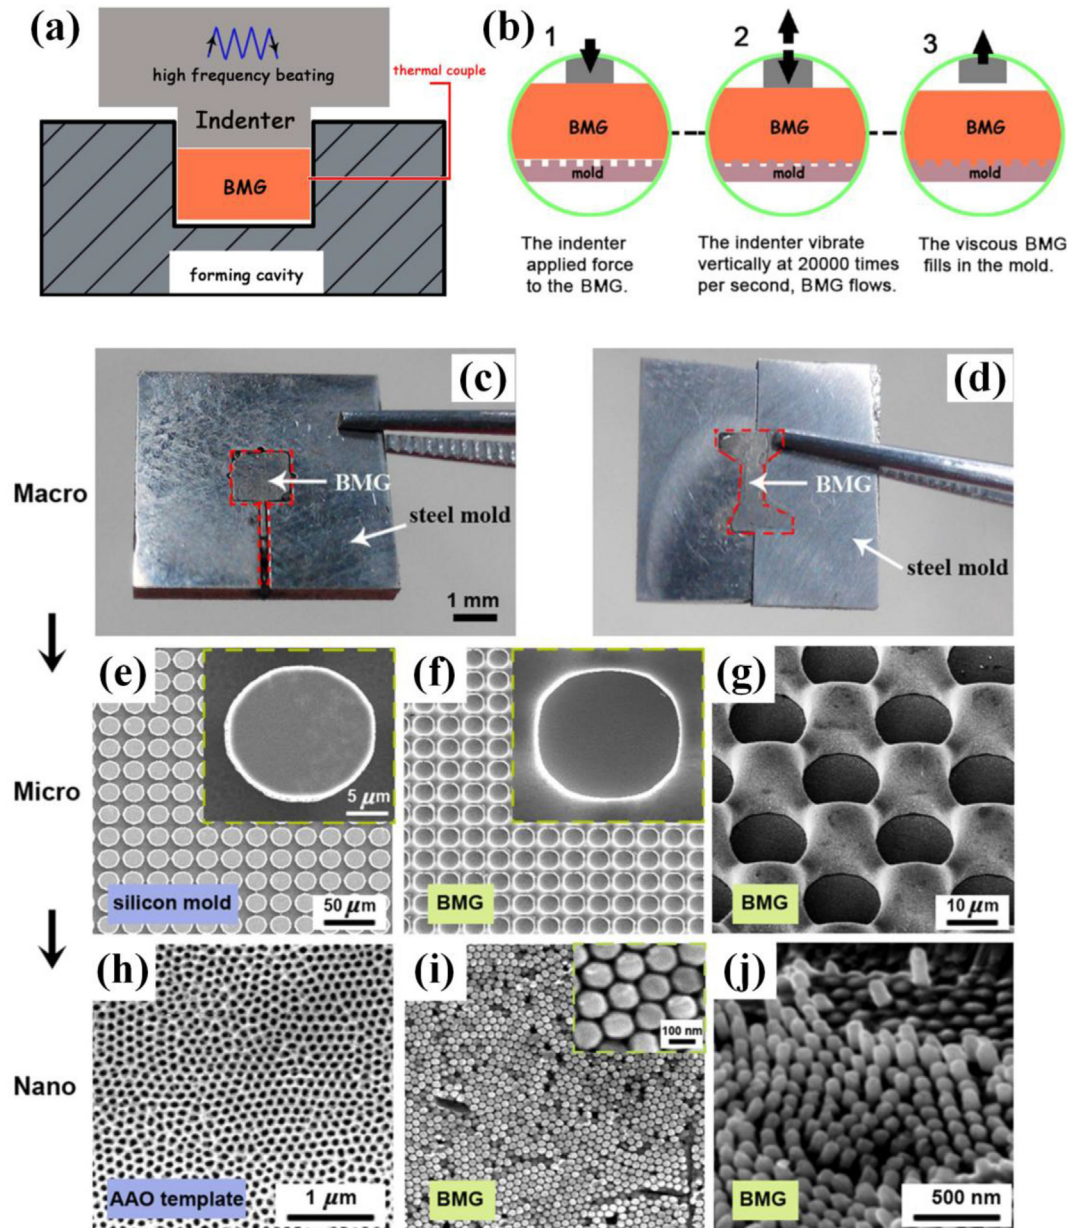 (a)
high frequency beating
thermal couple
Indenter
BMG
forming cavity
(b)
1
2
3
BMG
BMG
BMG
mold
mold
mold
The indenter
applied force
to the BMG.
The indenter vibrate
vertically at 20000 times
per second, BMG flows.
The viscous BMG
fills in the mold.
Macro
(c)
BMG
steel mold
1 mm
(d)
BMG
steel mold
Micro
(e)
5 μm
silicon mold
50 μm
(f)
BMG
(g)
BMG
10 μm
Nano
(h)
AAO template
1 μm
(i)
100 nm
BMG
(j)
BMG
500 nm